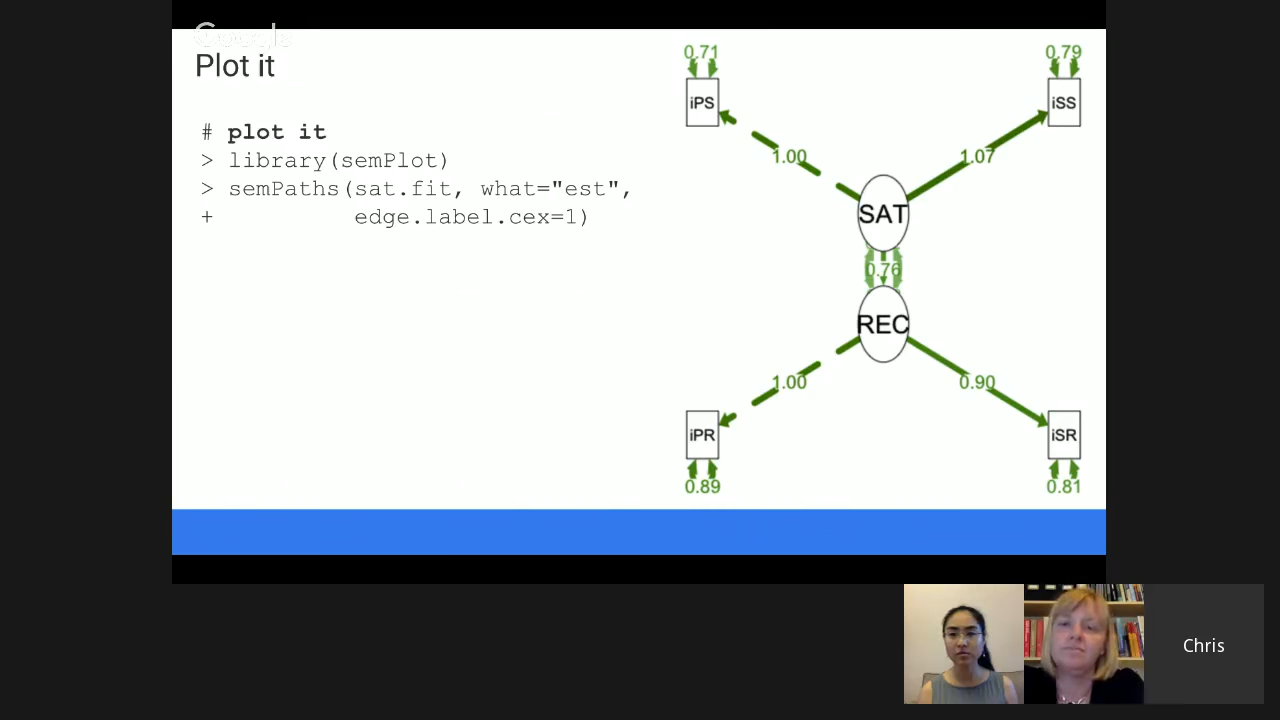 Google
Plot it
# plot it
> library(semPlot)
> semPaths(sat.fit, what="est",
+ edge.label.cex=1)
0.71
0.79
iPS
iSS
1.00
1.07
SAT
0.76
REC
1.00
0.90
iPR
iSR
0.89
0.81
Chris